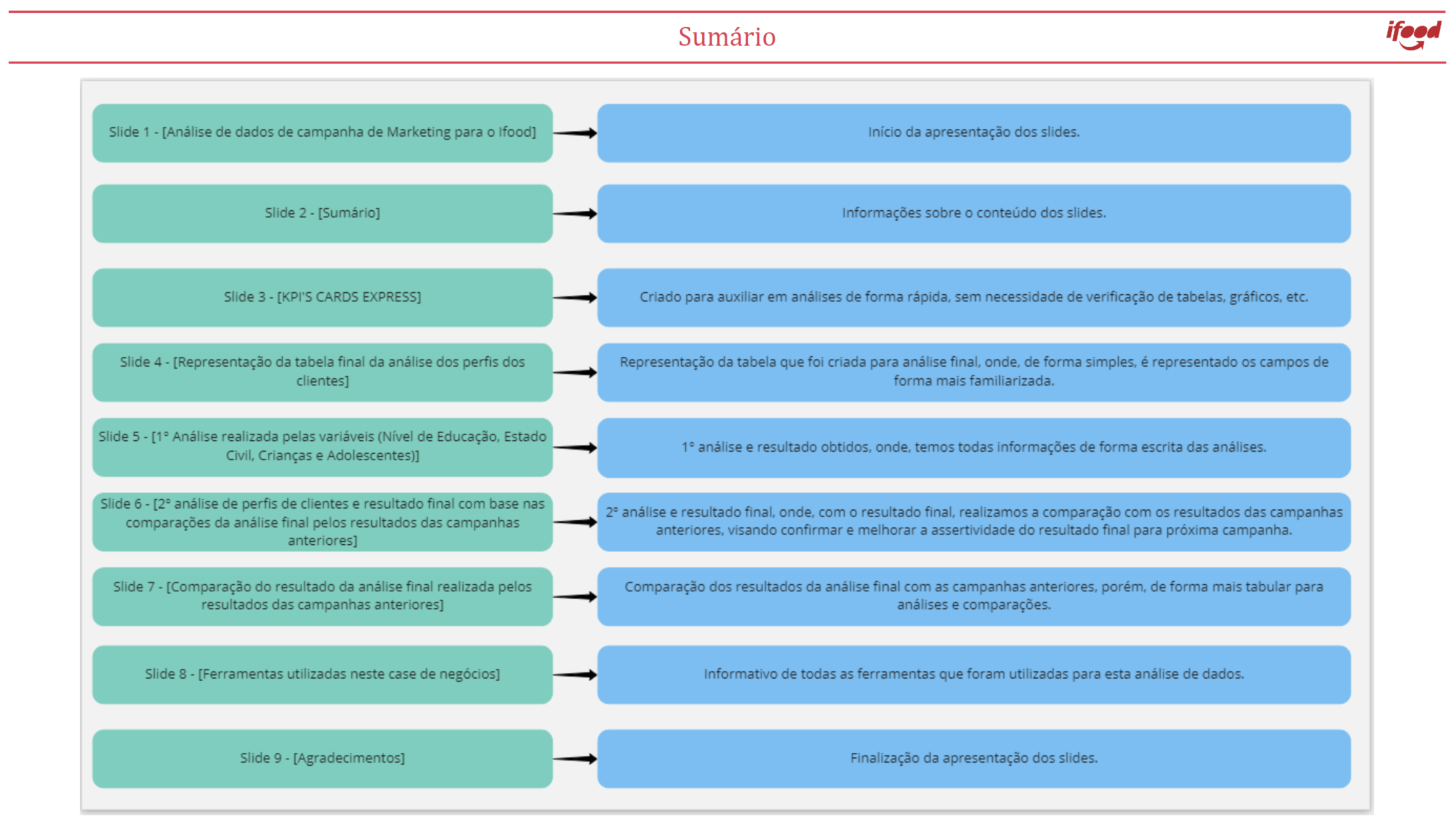 Sumário
ifood
Slide 1 - [Análise de dados de campanha de Marketing para o Ifood]
Início da apresentação dos slides.
Slide 2 - [Sumário]
Informações sobre o conteúdo dos slides.
Slide 3 - [KPI'S CARDS EXPRESS]
Criado para auxiliar em análises de forma rápida, sem necessidade de verificação de tabelas, gráficos, etc.
Slide 4 - [Representação da tabela final da análise dos perfis dos
clientes]
Representação da tabela que foi criada para análise final, onde, de forma simples, é representado os campos de
forma mais familiarizada.
Slide 5 - [1° Análise realizada pelas variáveis (Nível de Educação, Estado
Civil, Crianças e Adolescentes)]
1° análise e resultado obtidos, onde, temos todas informações de forma escrita das análises.
Slide 6 - [2° análise de perfis de clientes e resultado final com base nas
comparações da análise final pelos resultados das campanhas
anteriores]
2° análise e resultado final, onde, com o resultado final, realizamos a comparação com os resultados das campanhas
anteriores, visando confirmar e melhorar a assertividade do resultado final para próxima campanha.
Slide 7 - [Comparação do resultado da análise final realizada pelos
resultados das campanhas anteriores]
Comparação dos resultados da análise final com as campanhas anteriores, porém, de forma mais tabular para
análises e comparações.
Slide 8 - [Ferramentas utilizadas neste case de negócios]
Informativo de todas as ferramentas que foram utilizadas para esta análise de dados.
Slide 9 - [Agradecimentos]
Finalização da apresentação dos slides.